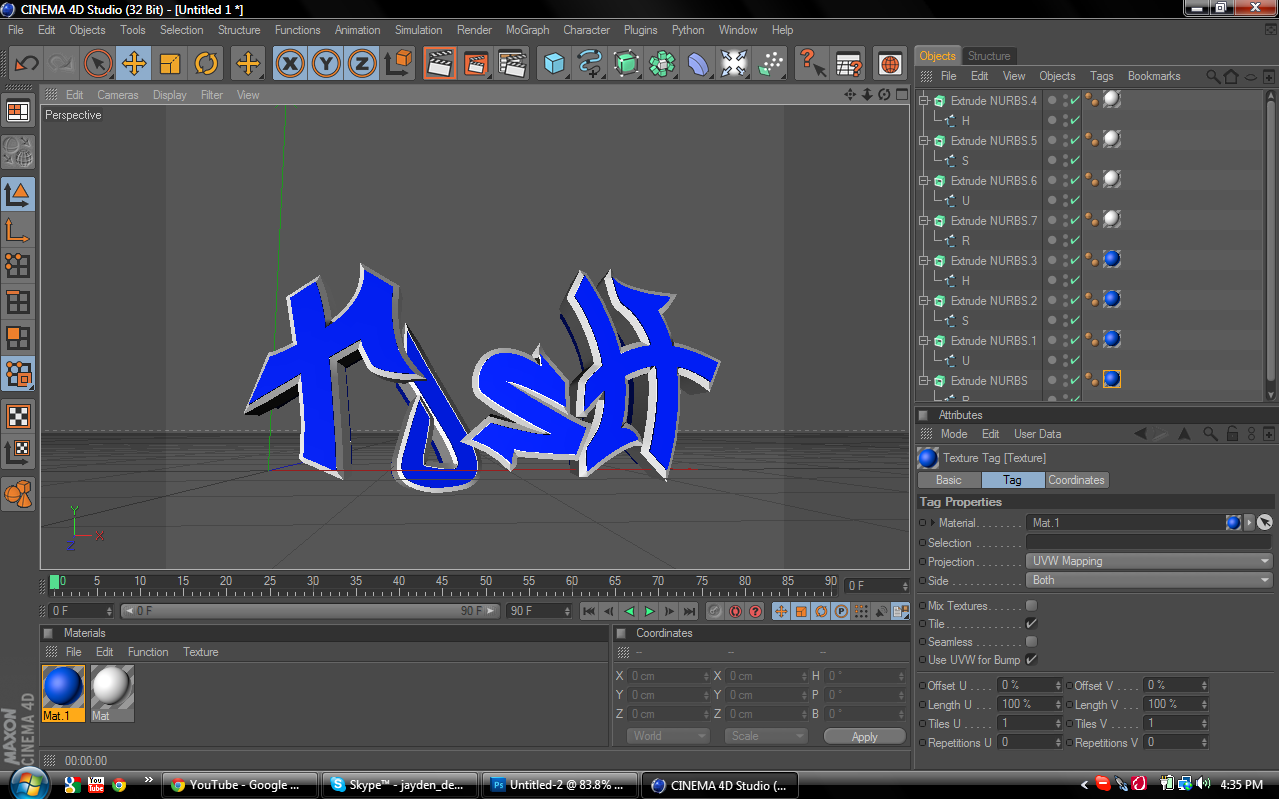 CINEMA 4D Studio (32 Bit) - [Untitled 1 *]
File Edit Objects Tools Selection Structure Functions Animation Simulation Render MoGraph Character Plugins Python Window Help
Objects Structure
File Edit View Objects Tags Bookmarks
Edit Cameras Display Filter View
Perspective
Extrude NURBS.4
H
Extrude NURBS.5
S
Extrude NURBS.6
U
Extrude NURBS.7
R
Extrude NURBS.3
H
Extrude NURBS.2
S
Extrude NURBS.1
U
Extrude NURBS
R
rusH
Y
Z X
Attributes
Mode Edit User Data
Texture Tag [Texture]
Basic Tag Coordinates
Tag Properties
Material Mat.1
Selection
Projection UVW Mapping
Side Both
Mix Textures
Tile
Seamless
Use UVW for Bump
Offset U 0 % Offset V 0 %
Length U 100 % Length V 100 %
Tiles U 1 Tiles V 1
Repetitions U 0 Repetitions V 0
0 5 10 15 20 25 30 35 40 45 50 55 60 65 70 75 80 85 90 0 F
0 F 0 F 90 F 90 F
Materials
File Edit Function Texture
Mat.1 Mat
Coordinates
-- -- --
X 0 cm X 0 cm H 0 °
Y 0 cm Y 0 cm P 0 °
Z 0 cm Z 0 cm B 0 °
World Scale Apply
MAXON
CINEMA 4D
00:00:00
YouTube - Google ... Skype™ - jayden_de... Untitled-2 @ 83.8% ... CINEMA 4D Studio (... 4:35 PM